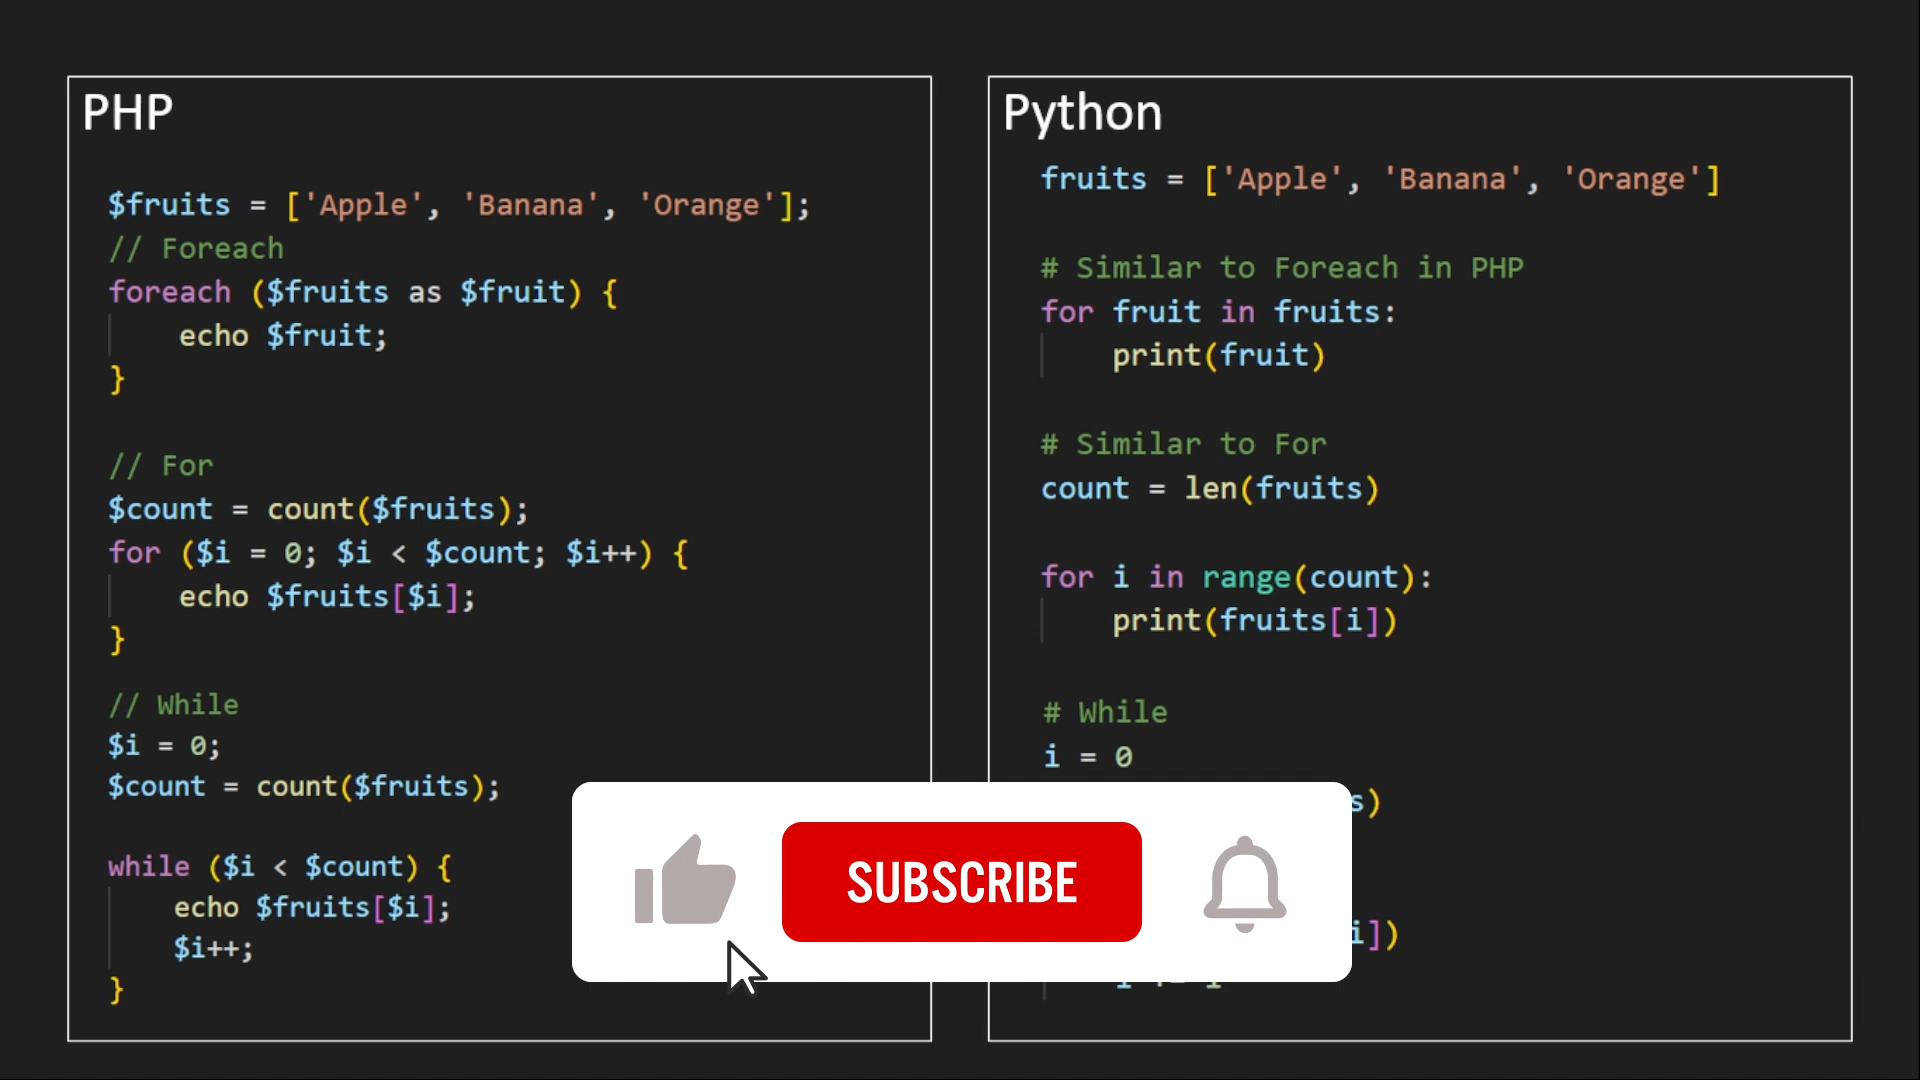 PHP
$fruits = ['Apple', 'Banana', 'Orange'];
// Foreach
foreach ($fruits as $fruit) {
    echo $fruit;
}
// For
$count = count($fruits);
for ($i = 0; $i < $count; $i++) {
    echo $fruits[$i];
}
// While
$i = 0;
$count = count($fruits);
while ($i < $count) {
    echo $fruits[$i];
    $i++;
}
Python
fruits = ['Apple', 'Banana', 'Orange']
# Similar to Foreach in PHP
for fruit in fruits:
    print(fruit)
# Similar to For
count = len(fruits)
for i in range(count):
    print(fruits[i])
# While
i = 0
s)
i])
SUBSCRIBE